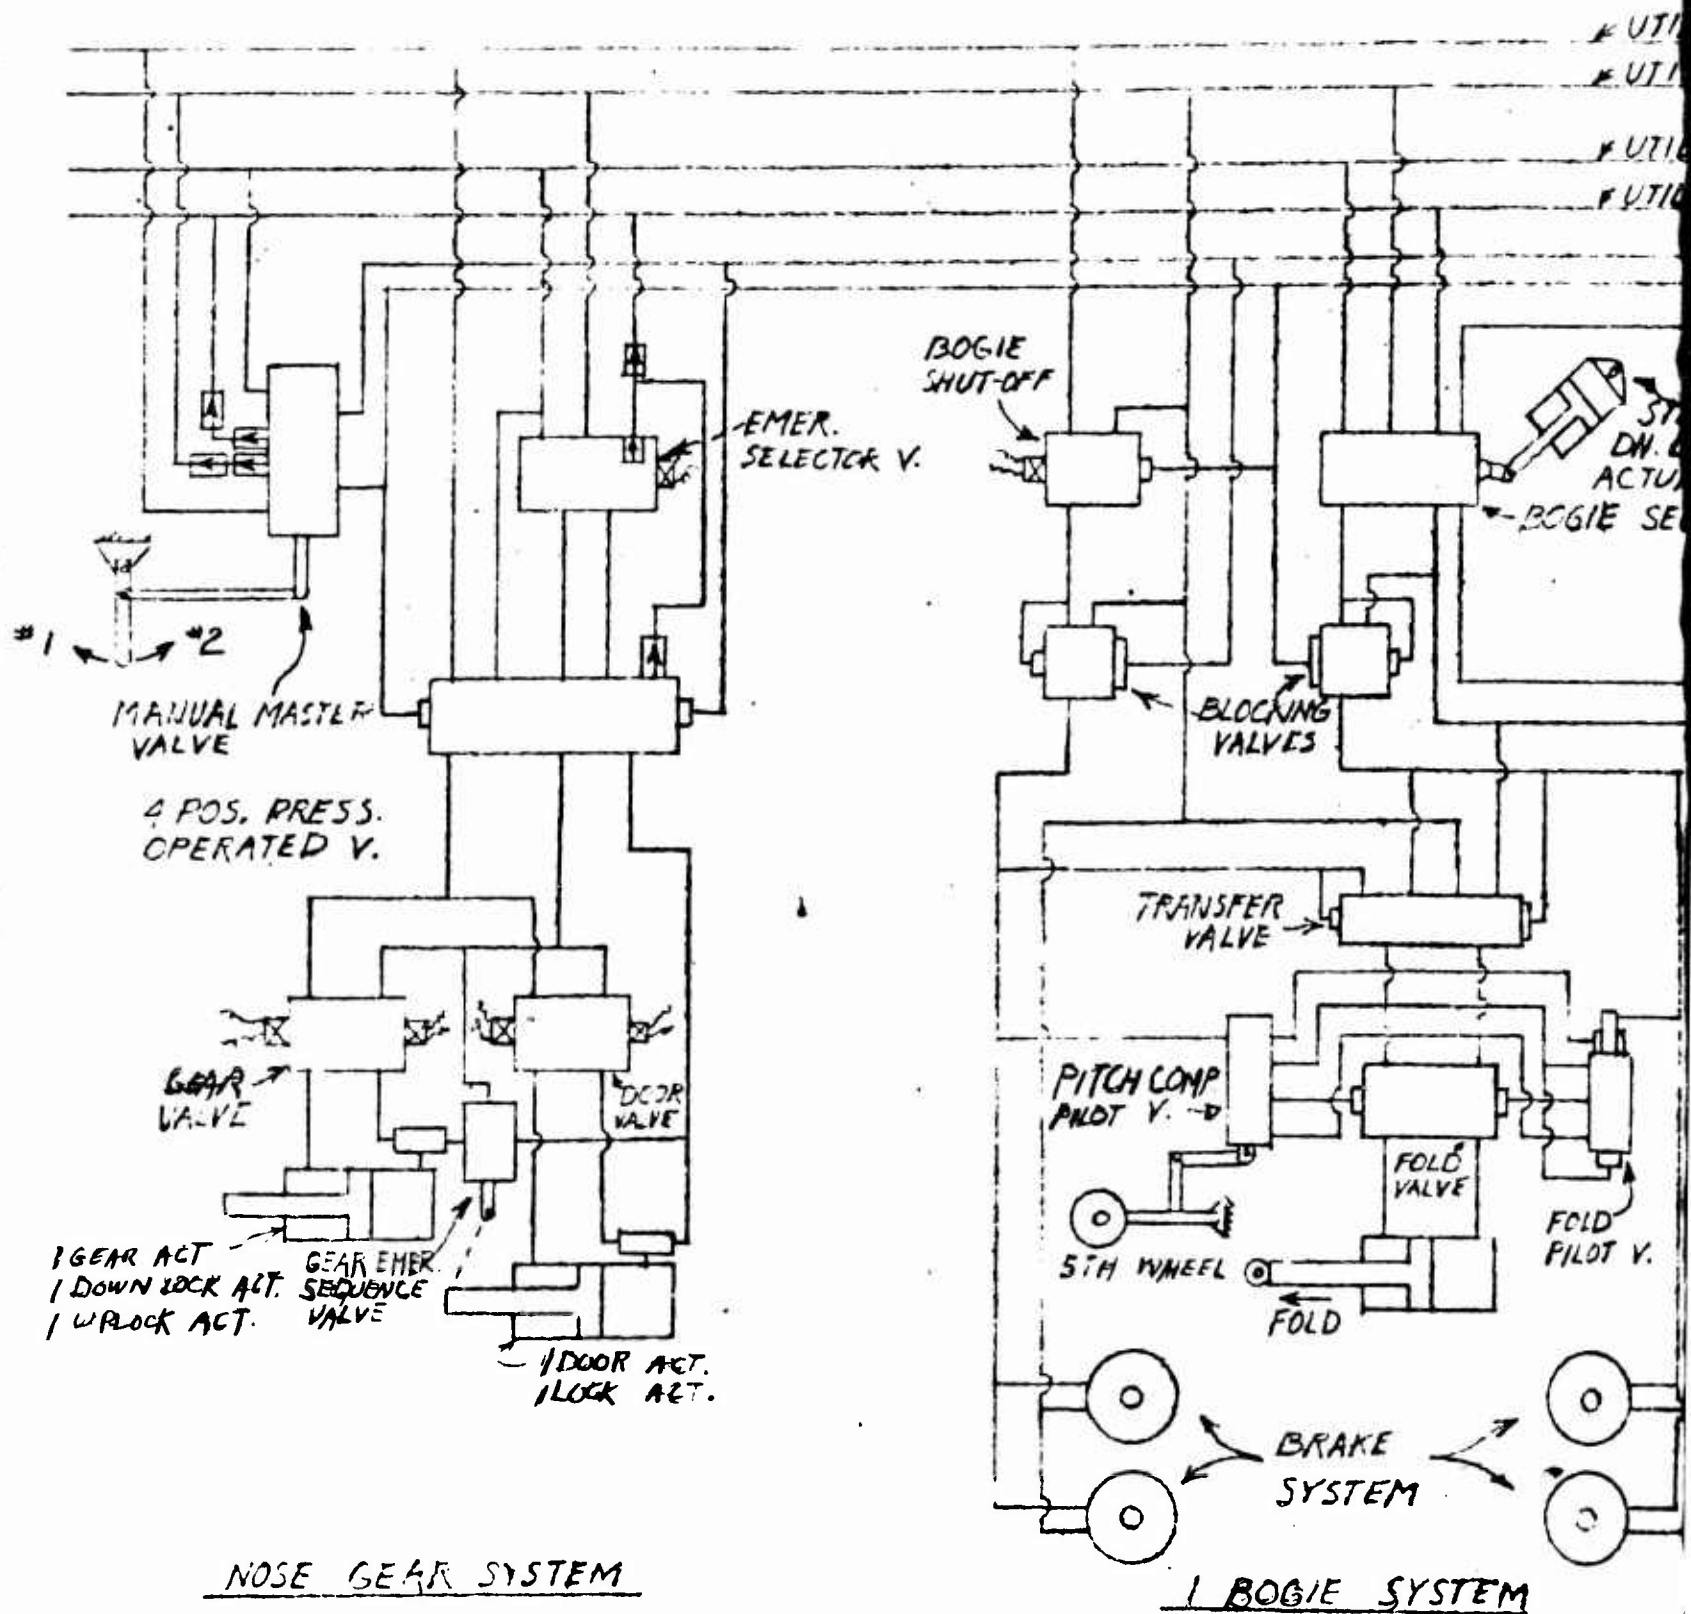 BOGIE
SHUT-OFF
EMER.
SELECTOR V.
DN.
BOGIE
#1
#2
MANUAL MASTER
VALVE
BLOCKING
VALVES
4 POS. PRESS.
OPERATED V.
TRANSFER
VALVE
GEAR
VALVE
DOOR
VALVE
PITCH COMP
PILOT V.
FOLD
VALVE
FOLD
PILOT V.
5TH WHEEL
FOLD
1 GEAR ACT
1 DOWN LOCK ACT.
1 UPLOCK ACT.
GEAR EMER.
SEQUENCE
VALVE
1 DOOR ACT.
1 LOCK ACT.
BRAKE
SYSTEM
NOSE GEAR SYSTEM
1 BOGIE SYSTEM